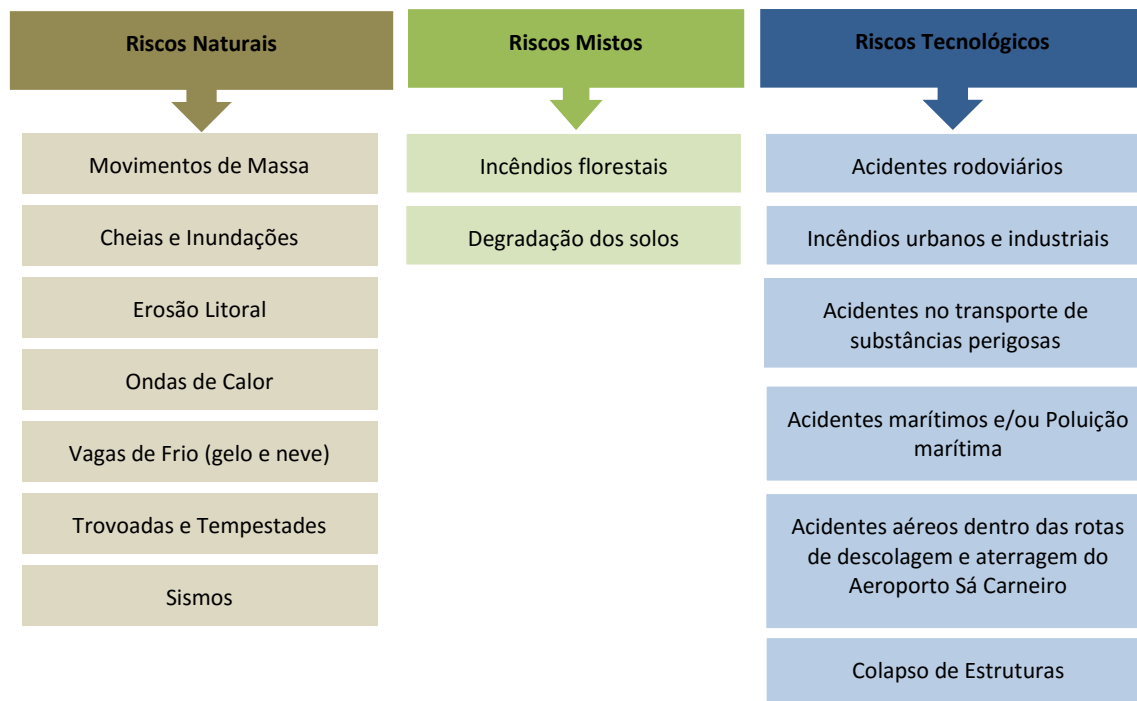 Riscos Naturais
Movimentos de Massa
Cheias e Inundações
Erosão Litoral
Ondas de Calor
Vagas de Frio (gelo e neve)
Trovoadas e Tempestades
Sismos
Riscos Mistos
Incêndios florestais
Degradação dos solos
Riscos Tecnológicos
Acidentes rodoviários
Incêndios urbanos e industriais
Acidentes no transporte de
substâncias perigosas
Acidentes marítimos e/ou Poluição
marítima
Acidentes aéreos dentro das rotas
de descolagem e aterragem do
Aeroporto Sá Carneiro
Colapso de Estruturas